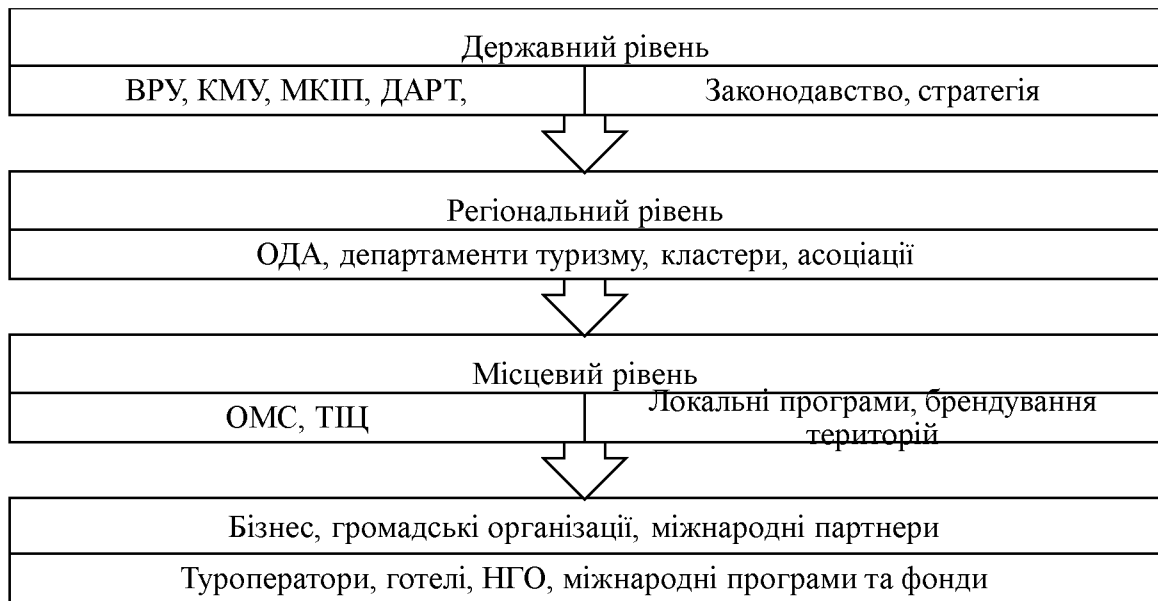 Державний рівень
ВРУ, КМУ, МКІП, ДАРТ,
Законодавство, стратегія
Регіональний рівень
ОДА, департаменти туризму, кластери, асоціації
Місцевий рівень
ОМС, ТІЦ
Локальні програми, брендування
територій
Бізнес, громадські організації, міжнародні партнери
Туроператори, готелі, НГО, міжнародні програми та фонди